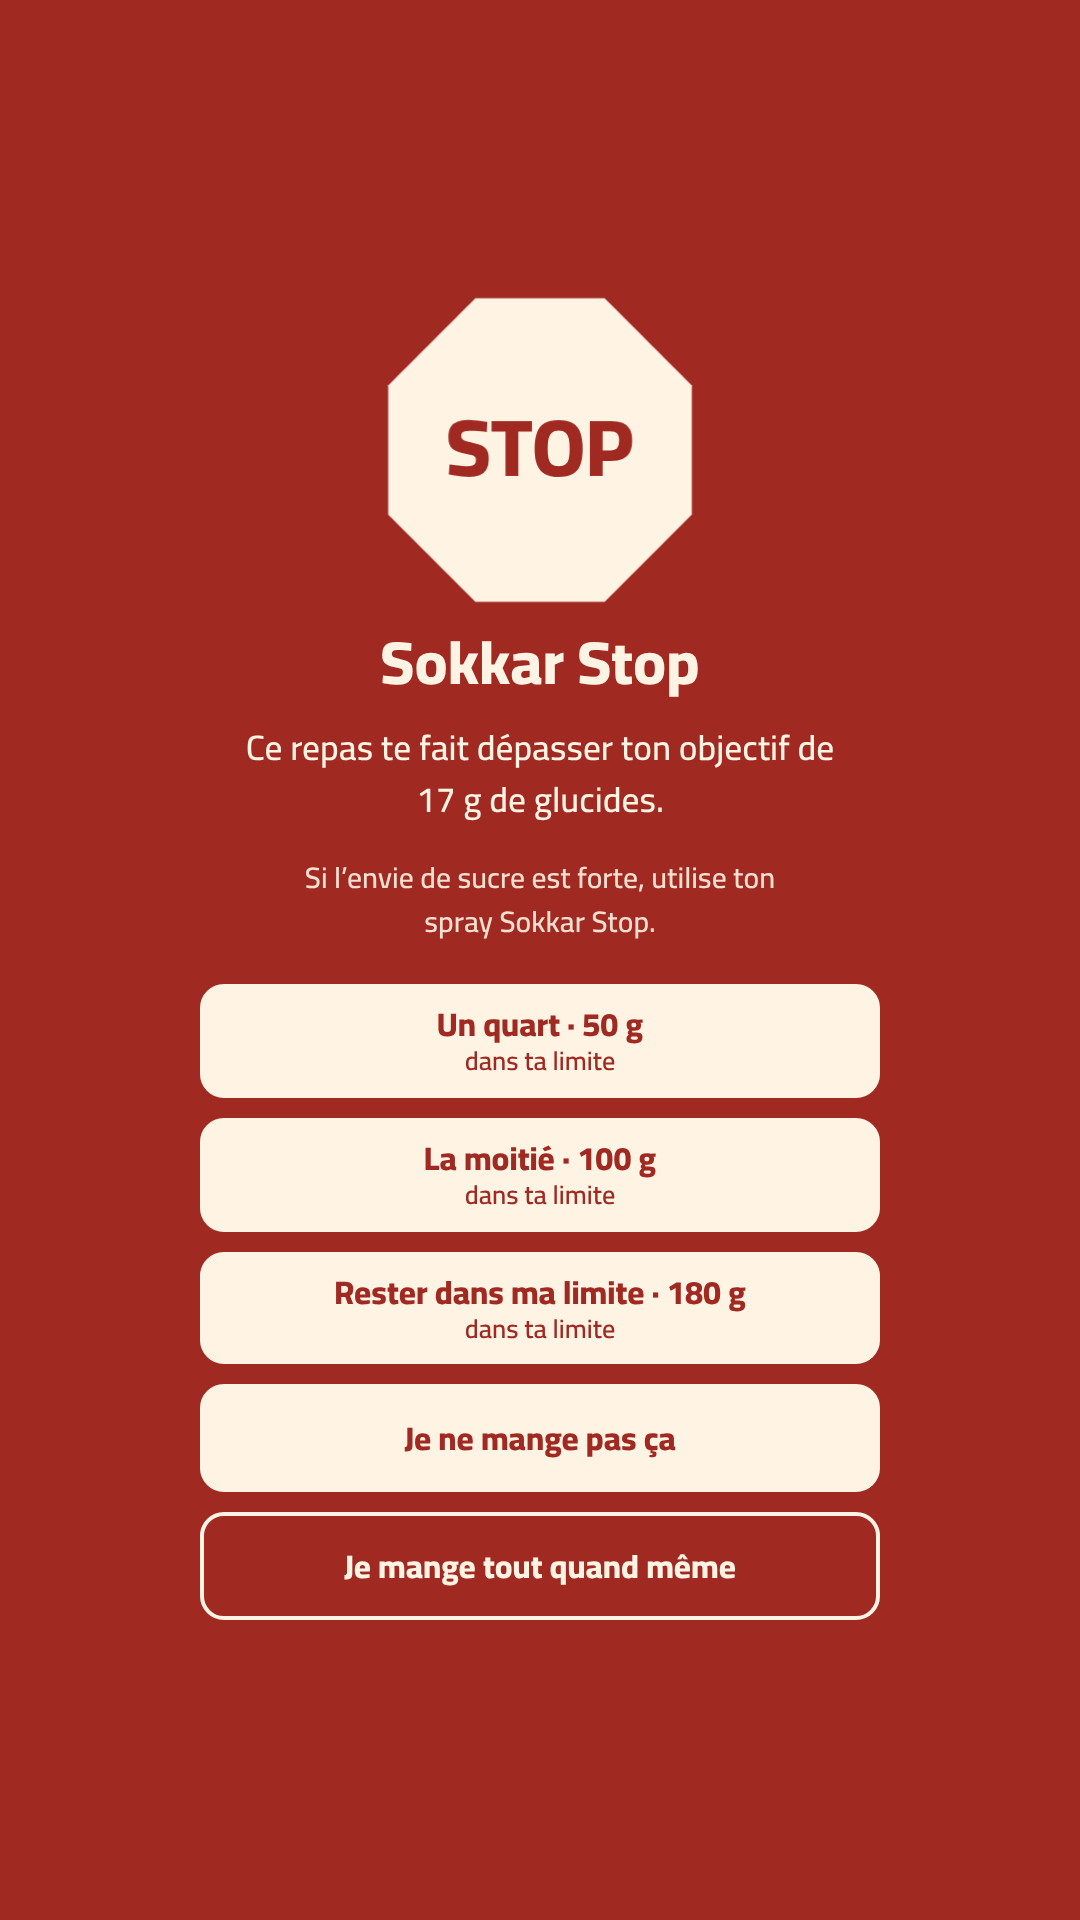 STOP
Sokkar Stop
Ce repas te fait dépasser ton objectif de
17 g de glucides.
Si l’envie de sucre est forte, utilise ton
spray Sokkar Stop.
Un quart · 50 g
dans ta limite
La moitié · 100 g
dans ta limite
Rester dans ma limite · 180 g
dans ta limite
Je ne mange pas ça
Je mange tout quand même